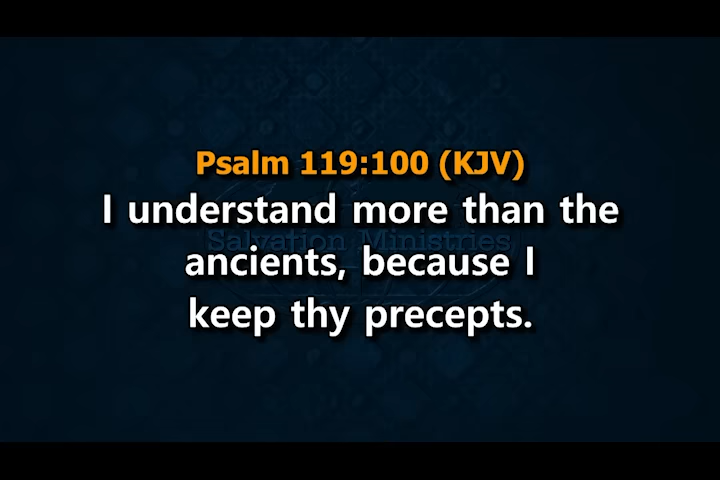 Psalm 119:100 (KJV)
I understand more than the
Salvation Ministries
ancients, because I
keep thy precepts.